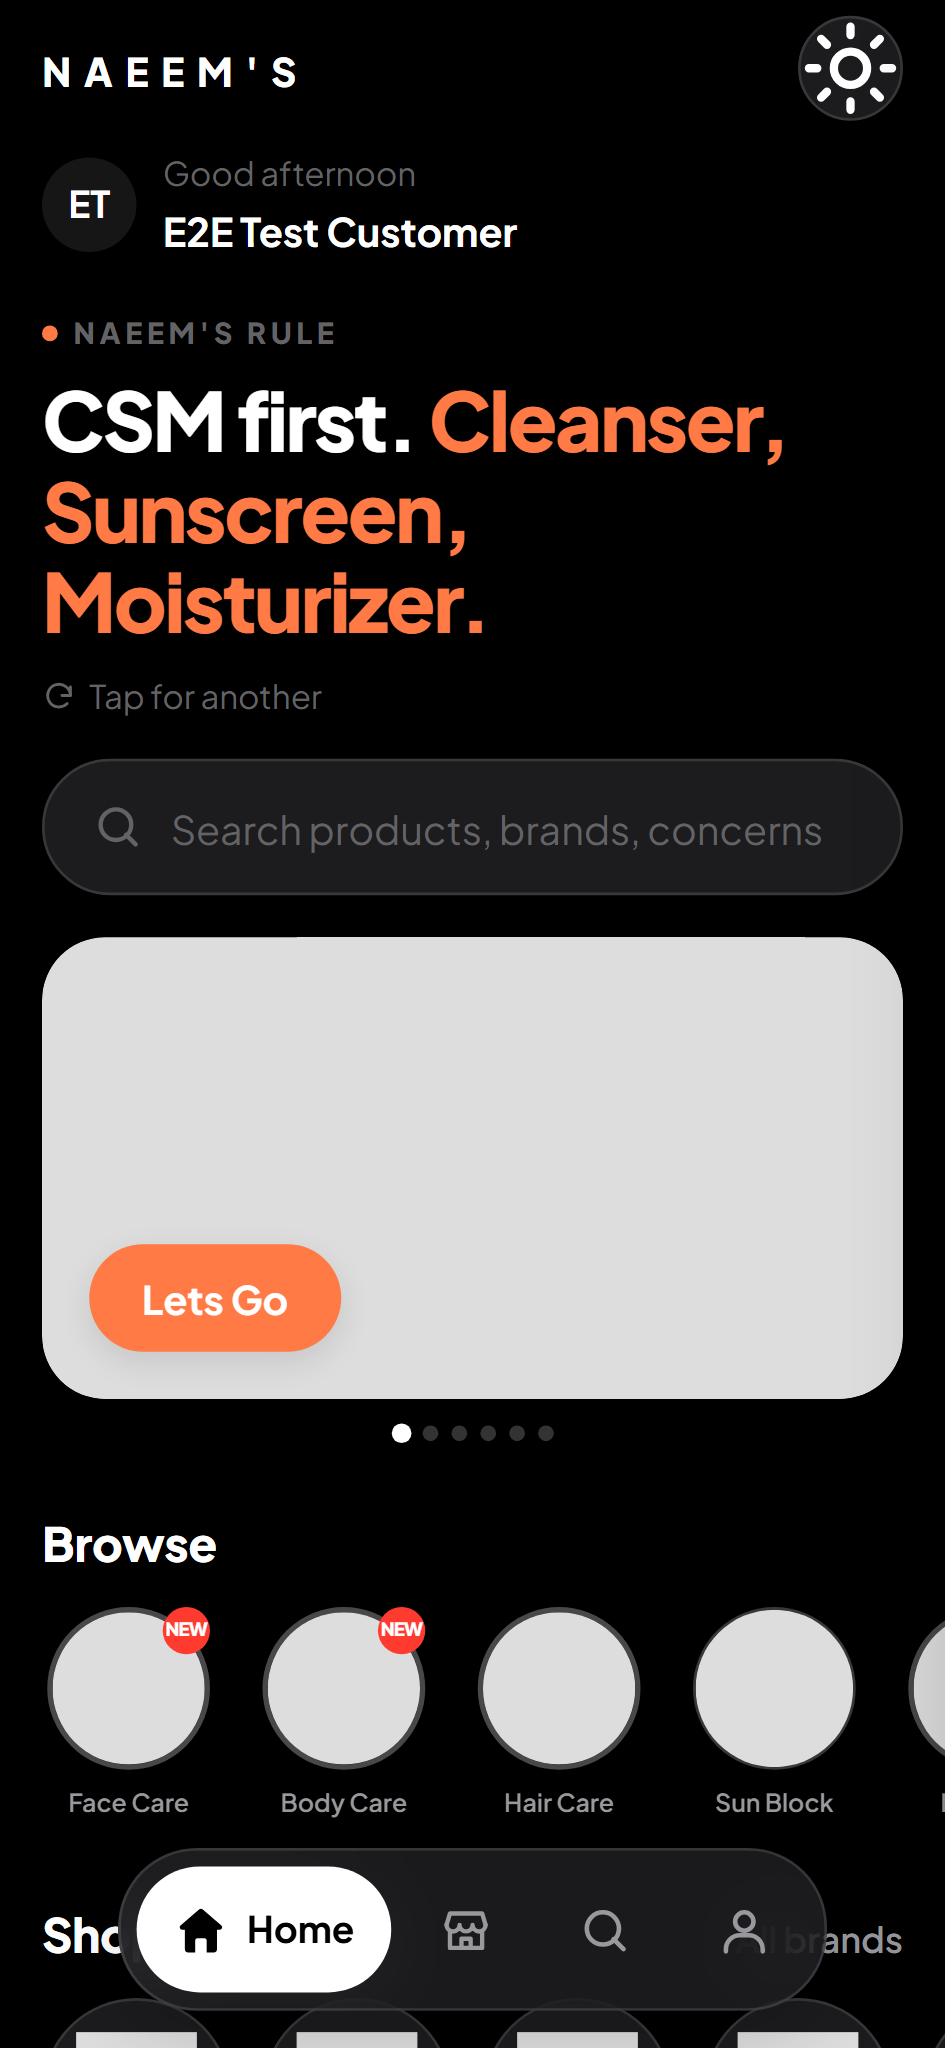 NAEEM'S
ET
Good afternoon
E2E Test Customer
NAEEM'S RULE
CSM first. Cleanser,
Sunscreen,
Moisturizer.
Tap for another
Search products, brands, concerns
Lets Go
Browse
NEW
NEW
Face Care
Body Care
Hair Care
Sun Block
Home
brands